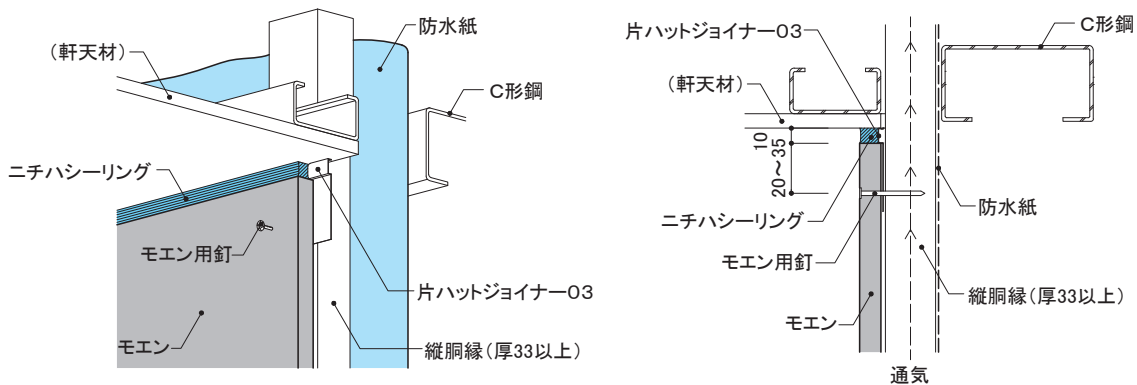 防水紙
(軒天材)
C形鋼
ニチハシーリング
モエン用釘
片ハットジョイナー03
モエン
縦胴縁(厚33以上)
片ハットジョイナー03
C形鋼
(軒天材)
10
20〜35
ニチハシーリング
防水紙
モエン用釘
縦胴縁(厚33以上)
モエン
通気